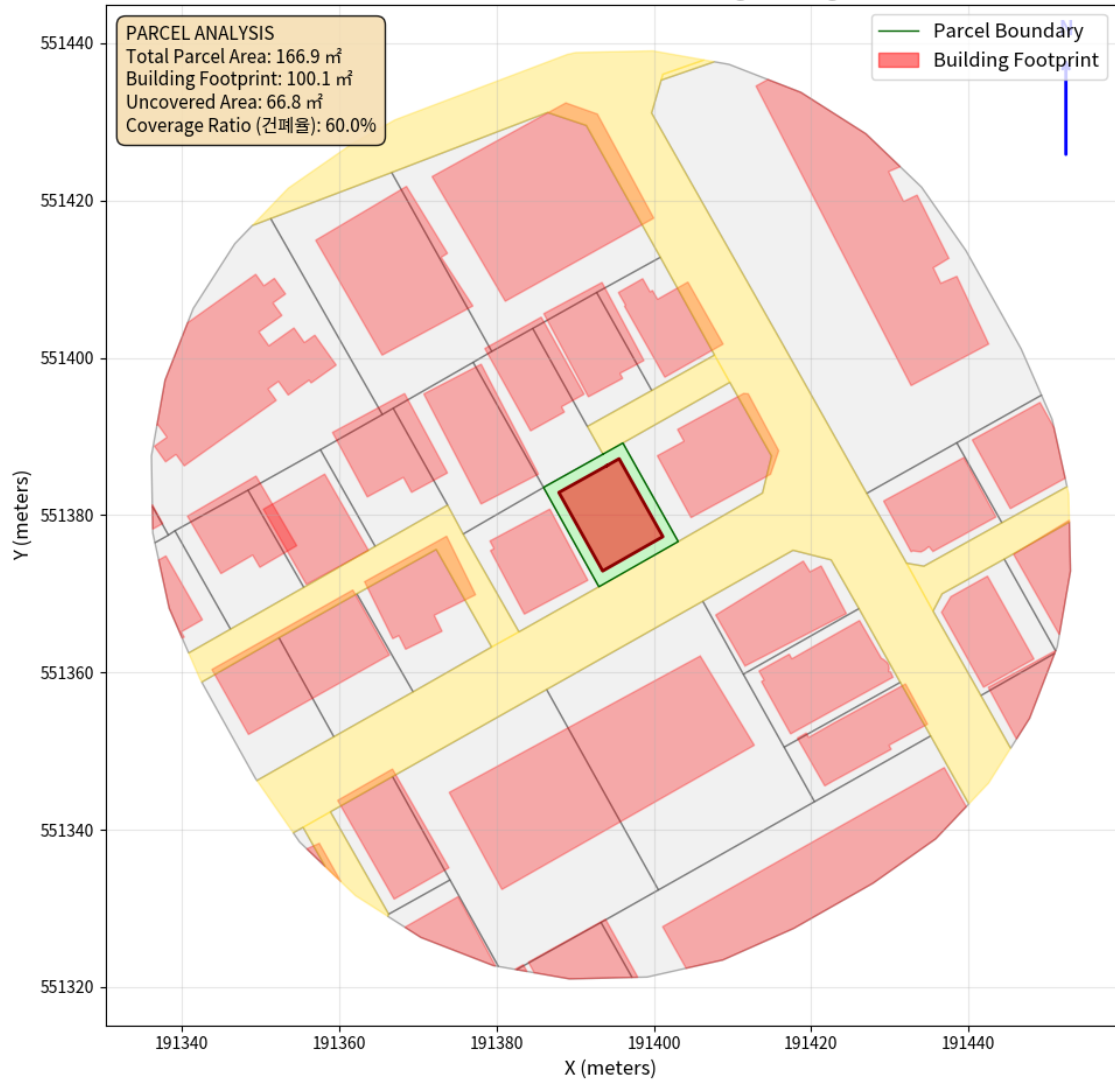 PARCEL ANALYSIS
Total Parcel Area: 166.9 ㎡
Building Footprint: 100.1 ㎡
Uncovered Area: 66.8 ㎡
Coverage Ratio (건폐율): 60.0%
Parcel Boundary
Building Footprint
N
551440
551420
551400
551380
551360
551340
551320
Y (meters)
191340
191360
191380
191400
191420
191440
X (meters)